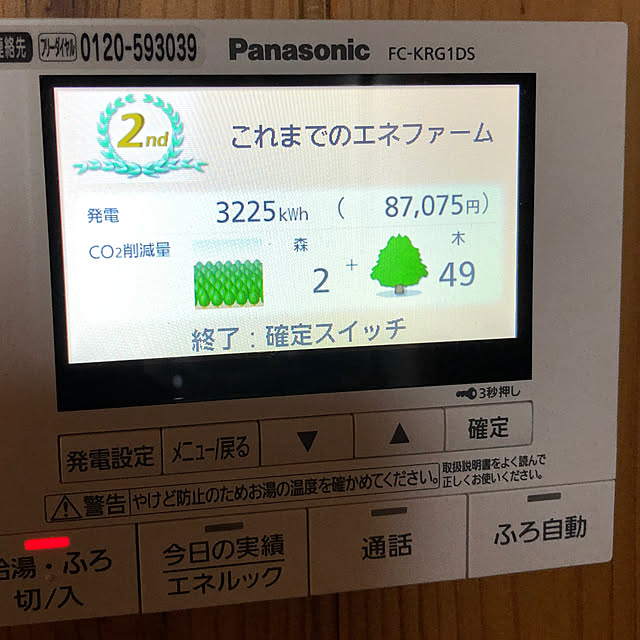 連絡先 フリーダイヤル 0120-593039 Panasonic FC-KRG1DS
2nd これまでのエネファーム
発電 3225kWh ( 87,075円)
CO2削減量 森 2 + 木 49
終了：確定スイッチ
3秒押し
発電設定 メニュー/戻る ▼ ▲ 確定
警告 やけど防止のためお湯の温度を確かめてください。 取扱説明書をよく読んで
正しくお使いください。
給湯・ふろ 今日の実績 通話 ふろ自動
切/入 エネルック